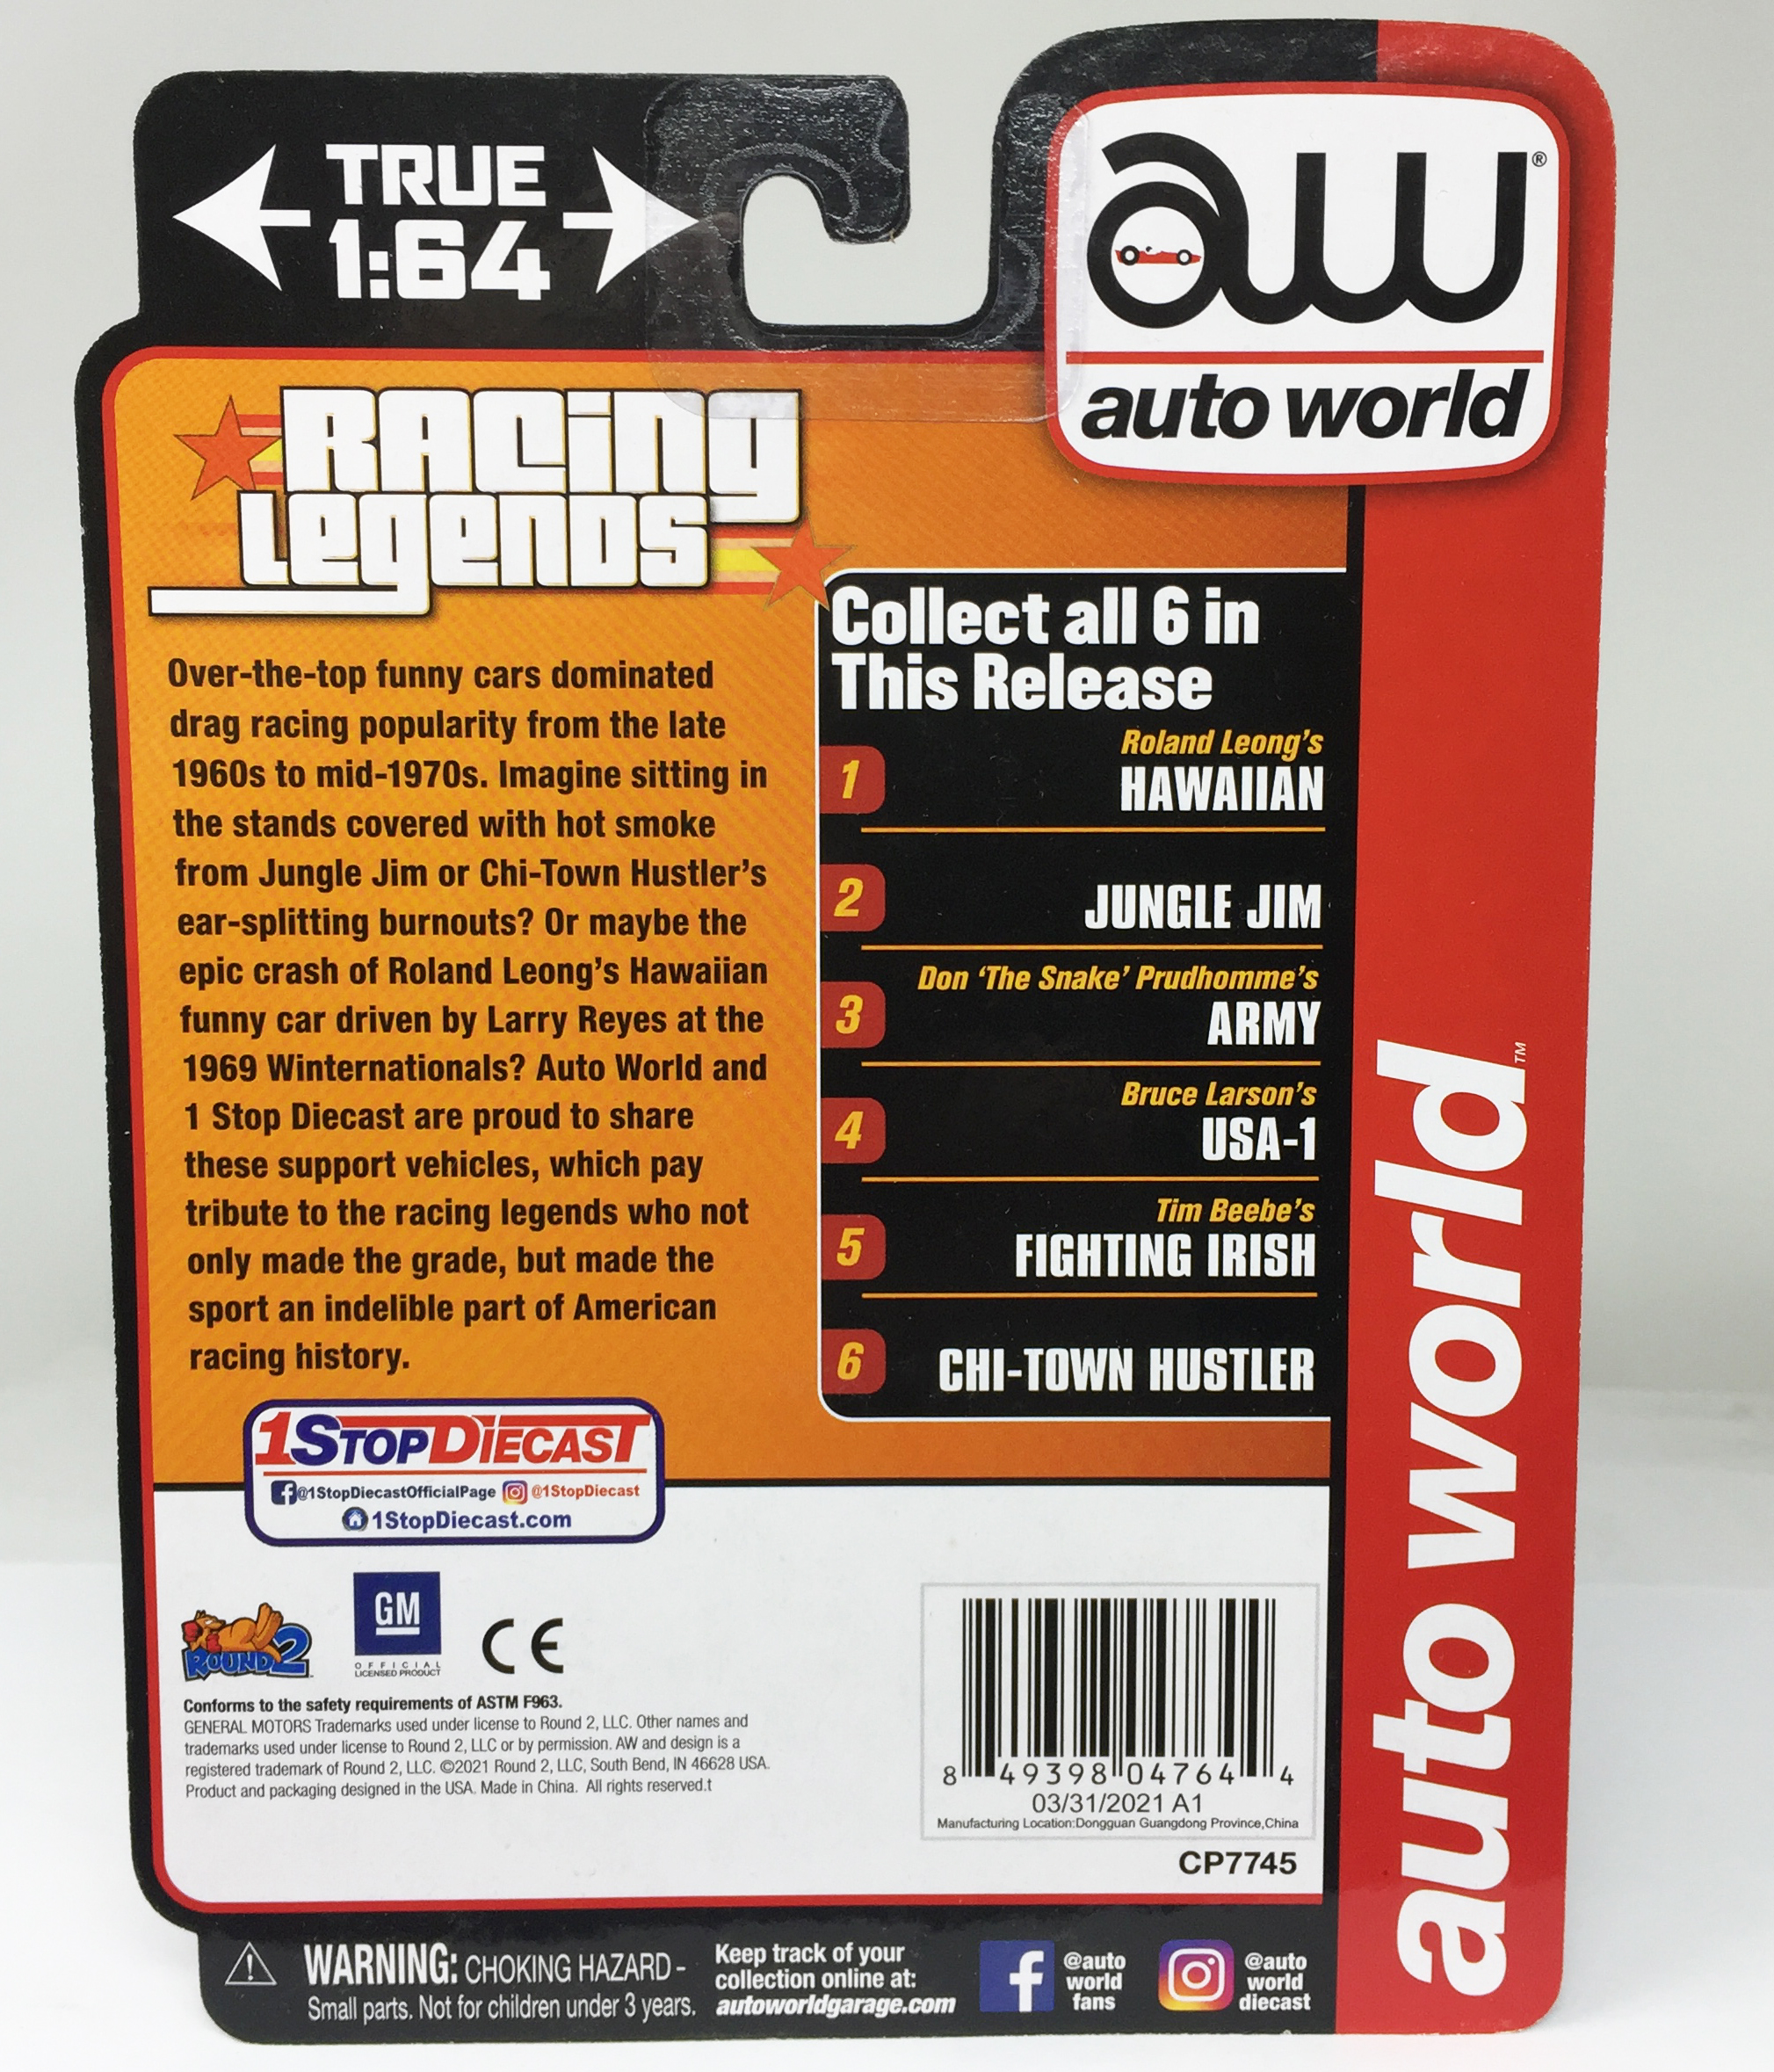 TRUE
1:64
aw®
auto world
RACING
LEGENDS
Over-the-top funny cars dominated
drag racing popularity from the late
1960s to mid-1970s. Imagine sitting in
the stands covered with hot smoke
from Jungle Jim or Chi-Town Hustler's
ear-splitting burnouts? Or maybe the
epic crash of Roland Leong's Hawaiian
funny car driven by Larry Reyes at the
1969 Winternationals? Auto World and
1 Stop Diecast are proud to share
these support vehicles, which pay
tribute to the racing legends who not
only made the grade, but made the
sport an indelible part of American
racing history.
Collect all 6 in
This Release
1
Roland Leong's
HAWAIIAN
2
JUNGLE JIM
3
Don 'The Snake' Prudhomme's
ARMY
4
Bruce Larson's
USA-1
5
Tim Beebe's
FIGHTING IRISH
6
CHI-TOWN HUSTLER
auto world™
1STOPDIECAST
@1StopDiecastOfficialPage @1StopDiecast
1StopDiecast.com
ROUND 2
GM
OFFICIAL
LICENSED PRODUCT
CE
Conforms to the safety requirements of ASTM F963.
GENERAL MOTORS Trademarks used under license to Round 2, LLC. Other names and
trademarks used under license to Round 2, LLC or by permission. AW and design is a
registered trademark of Round 2, LLC. ©2021 Round 2, LLC, South Bend, IN 46628 USA.
Product and packaging designed in the USA. Made in China. All rights reserved.t
8 49398 04764 4
03/31/2021 A1
Manufacturing Location:Dongguan Guangdong Province,China
CP7745
WARNING: CHOKING HAZARD -
Small parts. Not for children under 3 years.
Keep track of your
collection online at:
autoworldgarage.com
@auto
world
fans
@auto
world
diecast